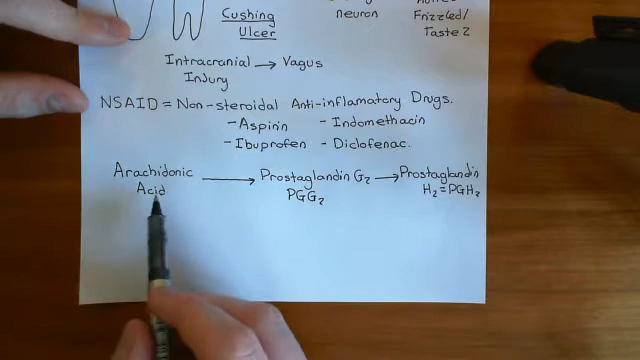 Cushing
Ulcer
neuron
Frizzled/
Taste 2
Intracranial → Vagus
Injury
NSAID = Non-steroidal Anti-inflamatory Drugs.
- Aspirin - Indomethacin
- Ibuprofen - Diclofenac.
Arachidonic → Prostaglandin G2 → Prostaglandin
Acid PGG2 H2 = PGH2